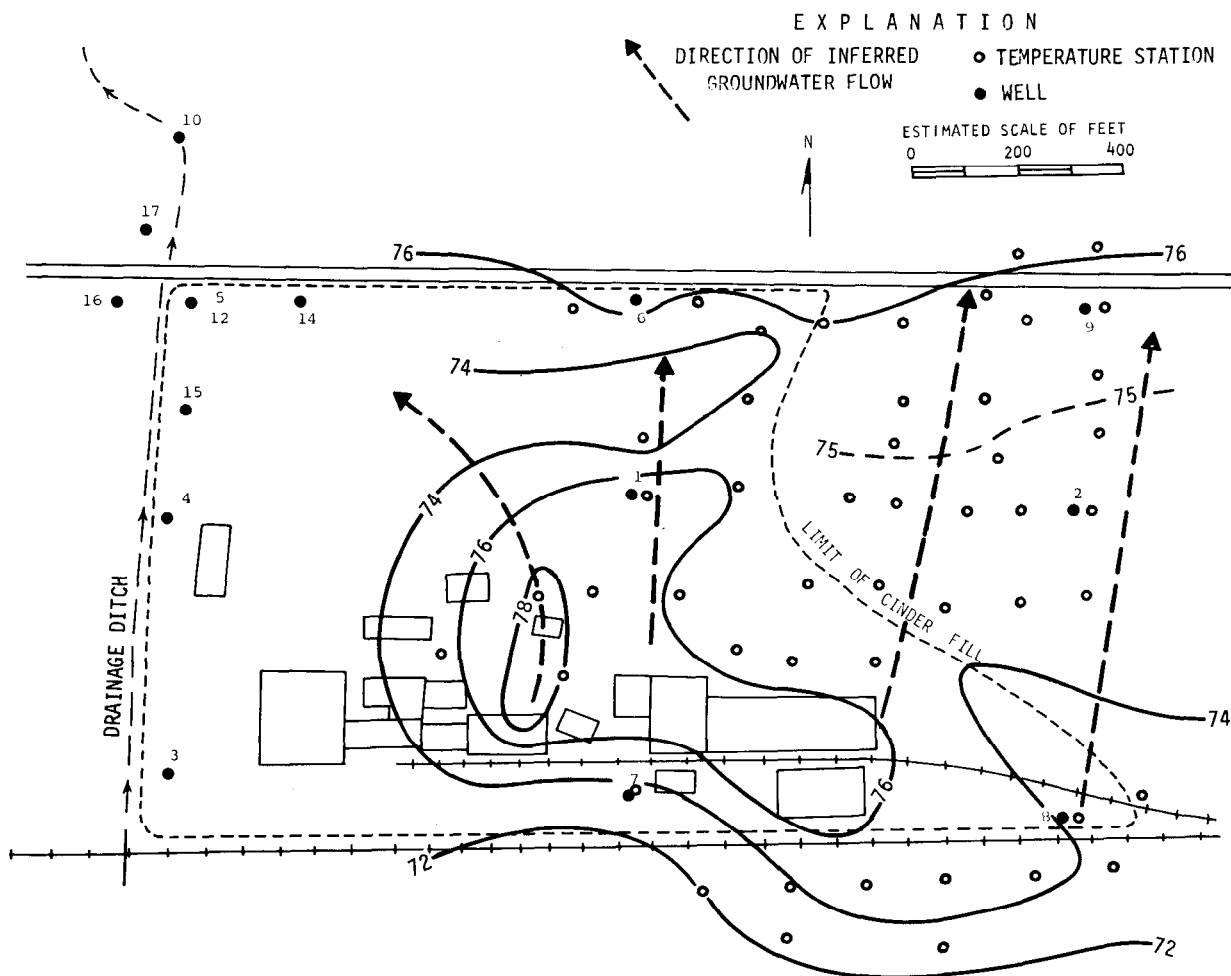 EXPLANATION
DIRECTION OF INFERRED
GROUNDWATER FLOW
TEMPERATURE STATION
WELL
ESTIMATED SCALE OF FEET
0 200 400
N
10
17
76
76
16
5
12
14
6
9
74
15
75
75
1
74
2
4
76
LIMIT OF CINDER FILL
78
DRAINAGE DITCH
74
3
7
76
8
72
72